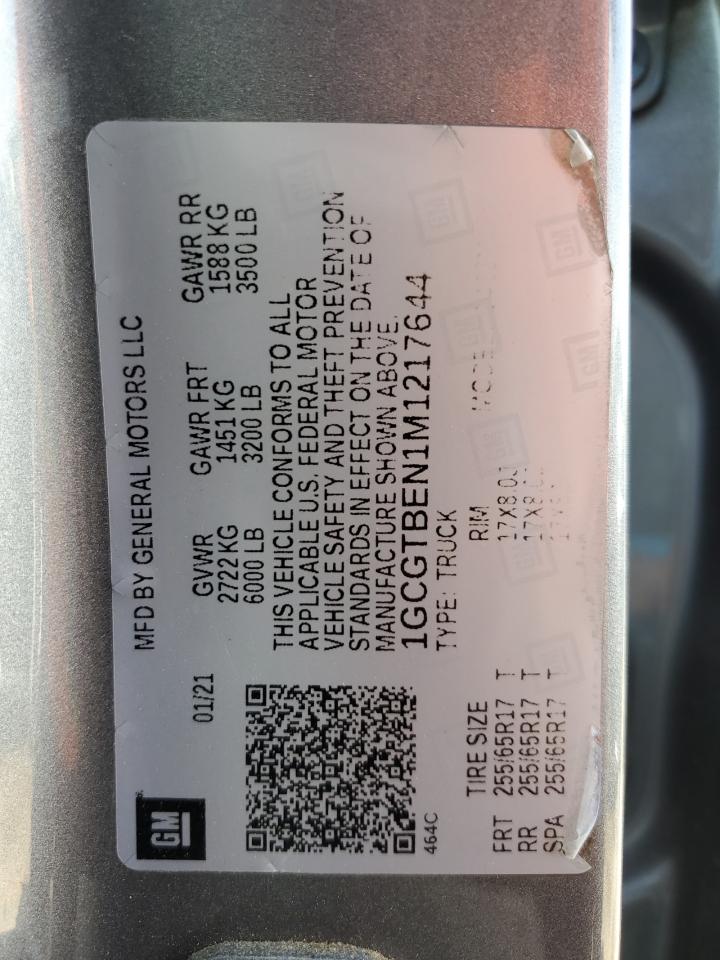 GM
MFD BY GENERAL MOTORS LLC
01/21
GVWR GAWR FRT GAWR RR
2722 KG 1451 KG 1588 KG
6000 LB 3200 LB 3500 LB
THIS VEHICLE CONFORMS TO ALL
APPLICABLE U.S. FEDERAL MOTOR
VEHICLE SAFETY AND THEFT PREVENTION
STANDARDS IN EFFECT ON THE DATE OF
MANUFACTURE SHOWN ABOVE.
1GCGTBEN1M1217644
464C
TYPE: TRUCK
TIRE SIZE RIM
FRT 255/65R17 T 17X8.0J
RR 255/65R17 T
SPA 255/65R17 T